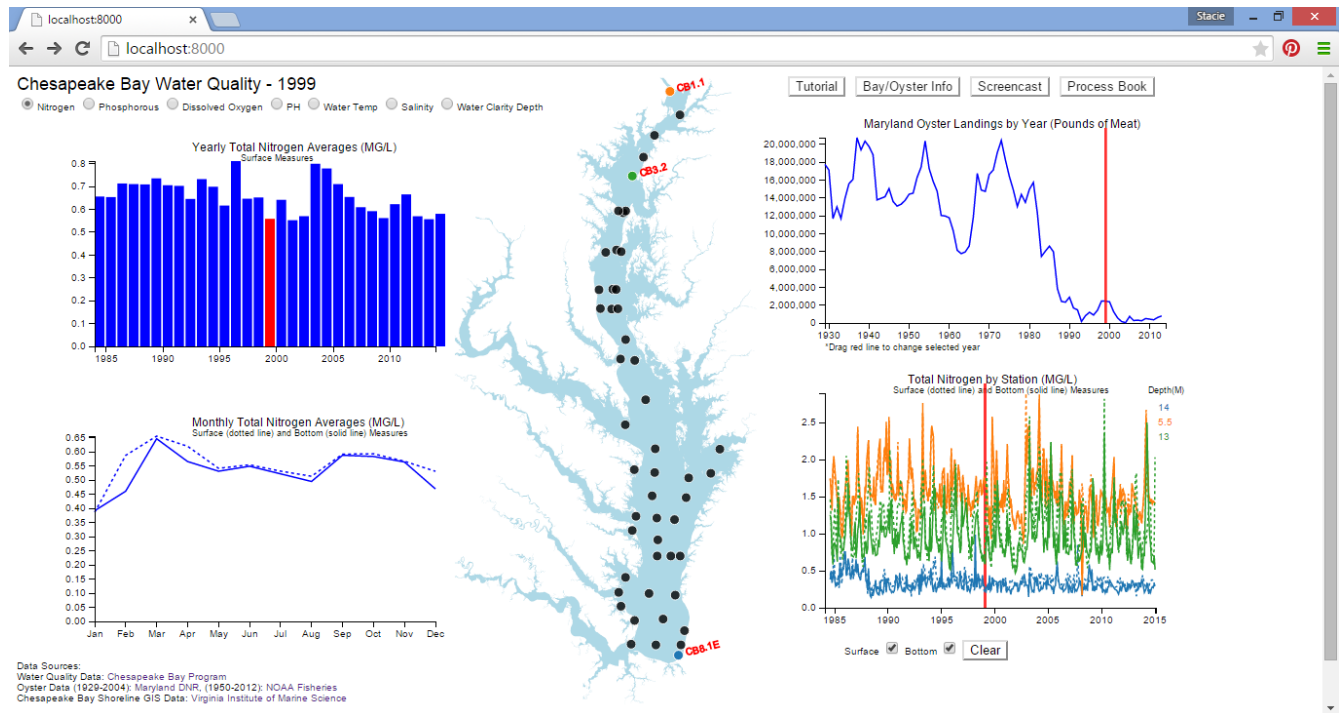 localhost:8000
Stacie
localhost:8000
Chesapeake Bay Water Quality - 1999
Nitrogen Phosphorous Dissolved Oxygen PH Water Temp Salinity Water Clarity Depth
Tutorial Bay/Oyster Info Screencast Process Book
Yearly Total Nitrogen Averages (MG/L)
Surface Measures
0.8
0.7
0.6
0.5
0.4
0.3
0.2
0.1
0.0
1985 1990 1995 2000 2005 2010
Monthly Total Nitrogen Averages (MG/L)
Surface (dotted line) and Bottom (solid line) Measures
0.65
0.60
0.55
0.50
0.45
0.40
0.35
0.30
0.25
0.20
0.15
0.10
0.05
0.00
Jan Feb Mar Apr May Jun Jul Aug Sep Oct Nov Dec
CB1.1
CB3.2
CB8.1E
Maryland Oyster Landings by Year (Pounds of Meat)
20,000,000
18,000,000
16,000,000
14,000,000
12,000,000
10,000,000
8,000,000
6,000,000
4,000,000
2,000,000
0
1930 1940 1950 1960 1970 1980 1990 2000 2010
*Drag red line to change selected year
Total Nitrogen by Station (MG/L)
Surface (dotted line) and Bottom (solid line) Measures
Depth(M)
14
5.5
13
2.5
2.0
1.5
1.0
0.5
0.0
1985 1990 1995 2000 2005 2010 2015
Surface Bottom Clear
Data Sources:
Water Quality Data: Chesapeake Bay Program
Oyster Data (1929-2004): Maryland DNR, (1950-2012): NOAA Fisheries
Chesapeake Bay Shoreline GIS Data: Virginia Institute of Marine Science